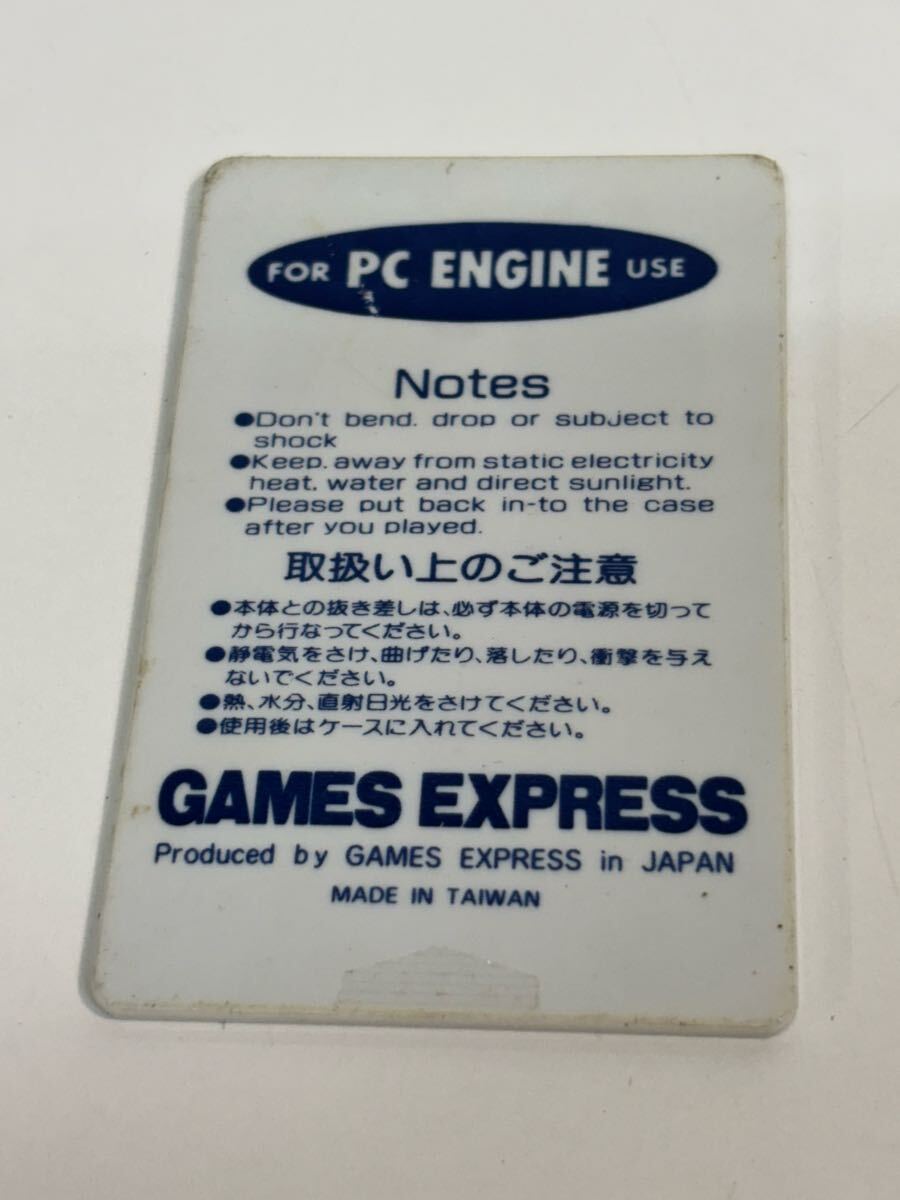 FOR PC ENGINE USE
Notes
●Don't bend. drop or subject to
shock
●Keep. away from static electricity
heat. water and direct sunlight.
●Please put back in-to the case
after you played.
取扱い上のご注意
●本体との抜き差しは、必ず本体の電源を切って
から行なってください。
●静電気をさけ、曲げたり、落したり、衝撃を与え
ないでください。
●熱、水分、直射日光をさけてください。
●使用後はケースに入れてください。
GAMES EXPRESS
Produced by GAMES EXPRESS in JAPAN
MADE IN TAIWAN